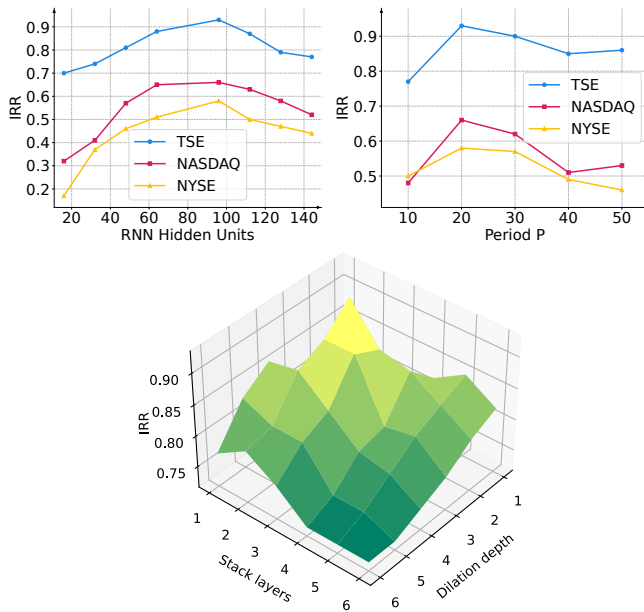 0.9
0.8
0.7
0.6
0.5
0.4
0.3
0.2
IRR
TSE
NASDAQ
NYSE
20 40 60 80 100 120 140
RNN Hidden Units
0.9
0.8
0.7
0.6
0.5
IRR
TSE
NASDAQ
NYSE
10 20 30 40 50
Period P
0.90
0.85
0.80
0.75
IRR
1 2 3 4 5 6
Stack layers
1 2 3 4 5 6
Dilation depth